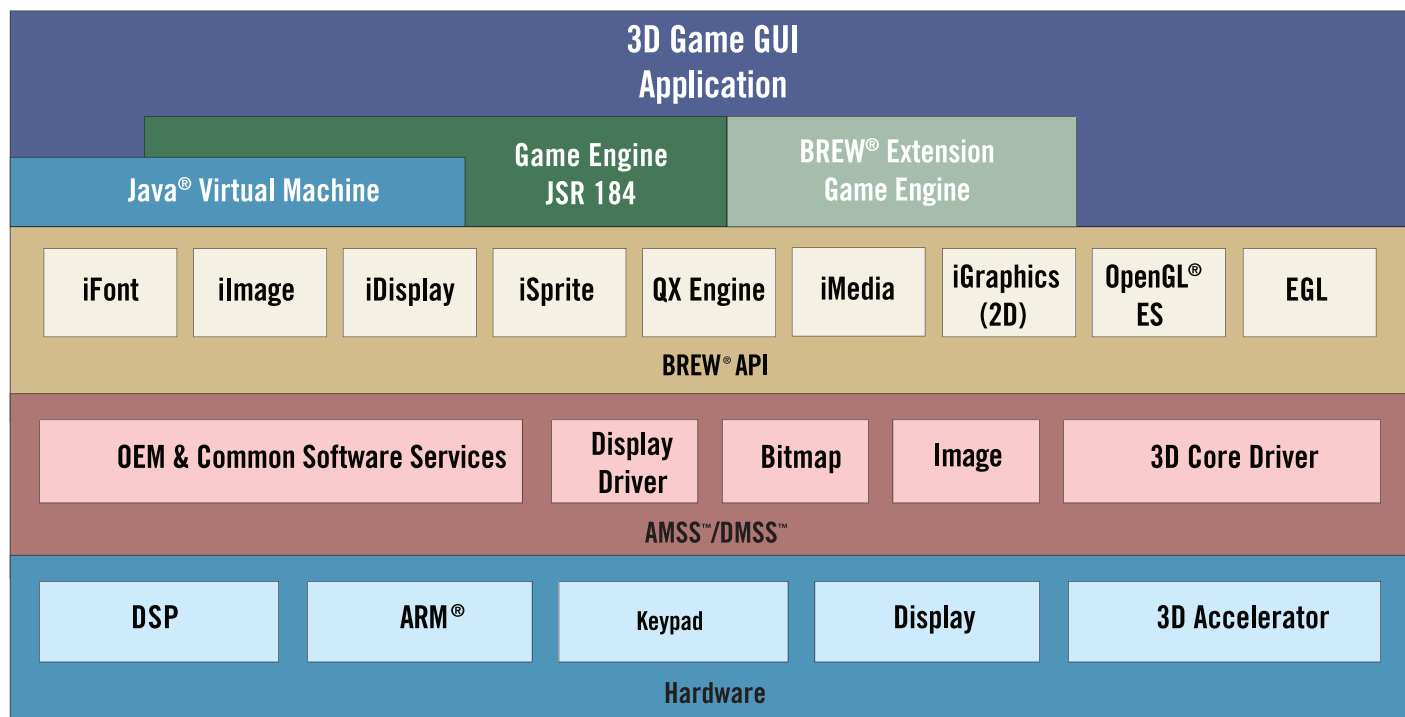 3D Game GUI
Application
Game Engine
JSR 184
BREW® Extension
Game Engine
Java® Virtual Machine
iFont
iImage
iDisplay
iSprite
QX Engine
iMedia
iGraphics
(2D)
OpenGL®
ES
EGL
BREW® API
OEM & Common Software Services
Display
Driver
Bitmap
Image
3D Core Driver
AMSS™/DMSS™
DSP
ARM®
Keypad
Display
3D Accelerator
Hardware